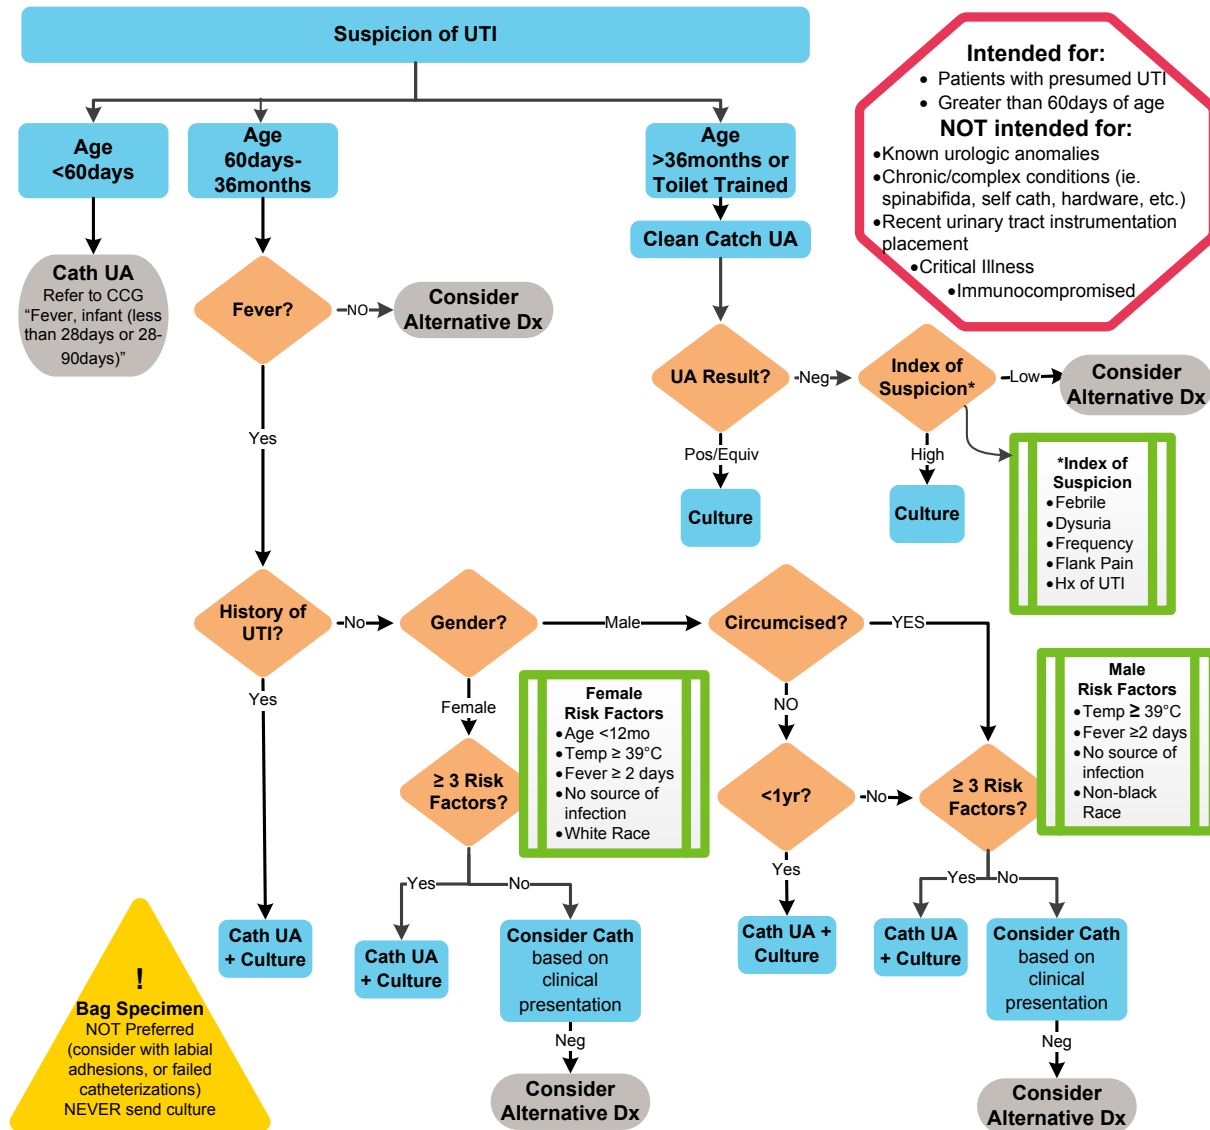 Suspicion of UTI
Intended for:
• Patients with presumed UTI
• Greater than 60days of age
NOT intended for:
•Known urologic anomalies
•Chronic/complex conditions (ie.
spinabifida, self cath, hardware, etc.)
•Recent urinary tract instrumentation
placement
•Critical Illness
•Immunocompromised
Age
<60days
Age
60days-
36months
Age
>36months or
Toilet Trained
Cath UA
Refer to CCG
“Fever, infant (less
than 28days or 28-
90days)”
Fever?
NO
Consider
Alternative Dx
Clean Catch UA
UA Result?
Neg
Index of
Suspicion*
Low
Consider
Alternative Dx
Yes
Pos/Equiv
High
Culture
Culture
*Index of
Suspicion
•Febrile
•Dysuria
•Frequency
•Flank Pain
•Hx of UTI
History of
UTI?
No
Gender?
Male
Circumcised?
YES
Yes
Female
NO
Female
Risk Factors
•Age <12mo
•Temp ≥ 39°C
•Fever ≥ 2 days
•No source of
infection
•White Race
Male
Risk Factors
•Temp ≥ 39°C
•Fever ≥2 days
•No source of
infection
•Non-black
Race
≥ 3 Risk
Factors?
<1yr?
No
≥ 3 Risk
Factors?
Yes
No
Yes
Yes
No
Cath UA
+ Culture
Cath UA
+ Culture
Consider Cath
based on
clinical
presentation
Cath UA +
Culture
Cath UA
+ Culture
Consider Cath
based on
clinical
presentation
Neg
Neg
Consider
Alternative Dx
Consider
Alternative Dx
!
Bag Specimen
NOT Preferred
(consider with labial
adhesions, or failed
catheterizations)
NEVER send culture